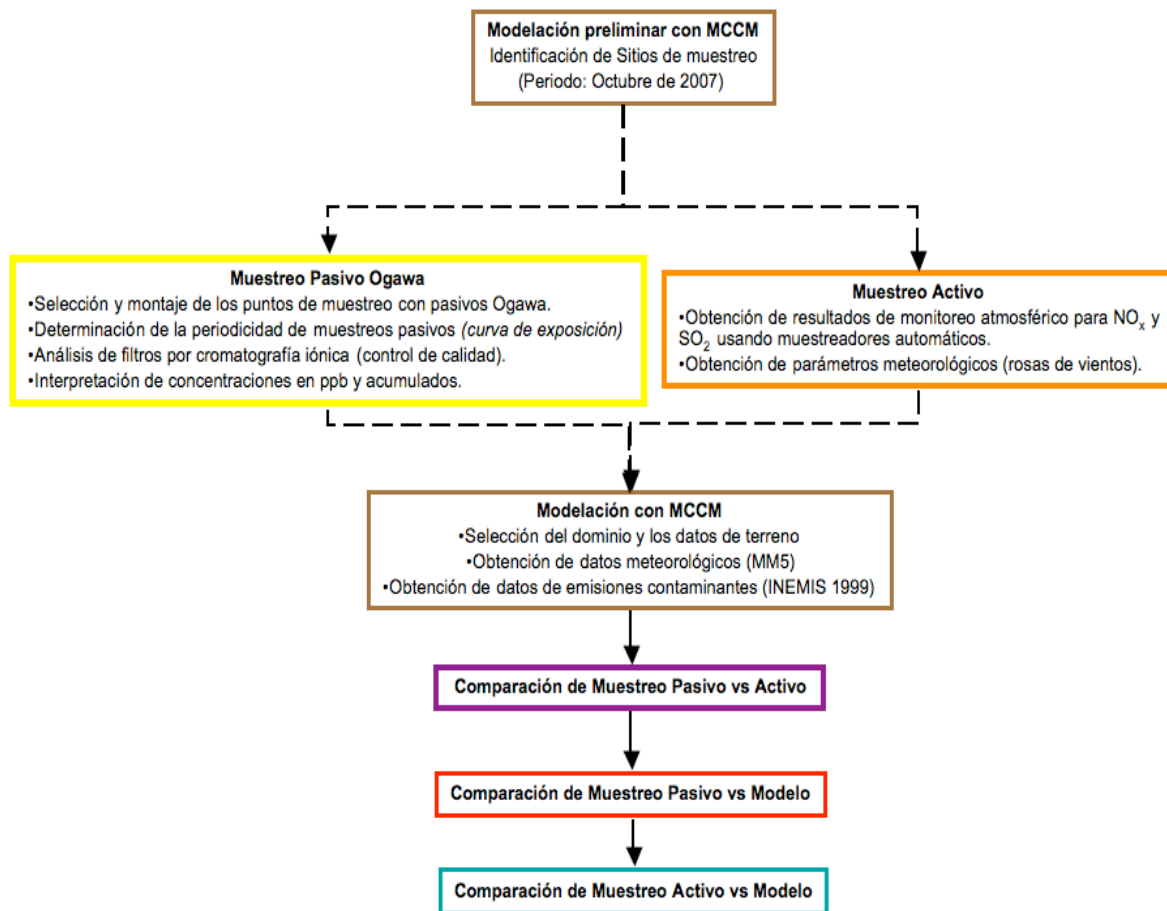 Modelación preliminar con MCCM
Identificación de Sitios de muestreo
(Periodo: Octubre de 2007)
Muestreo Pasivo Ogawa
•Selección y montaje de los puntos de muestreo con pasivos Ogawa.
•Determinación de la periodicidad de muestreos pasivos (curva de exposición)
•Análisis de filtros por cromatografía iónica (control de calidad).
•Interpretación de concentraciones en ppb y acumulados.
Muestreo Activo
•Obtención de resultados de monitoreo atmosférico para NOx y
SO2 usando muestreadores automáticos.
•Obtención de parámetros meteorológicos (rosas de vientos).
Modelación con MCCM
•Selección del dominio y los datos de terreno
•Obtención de datos meteorológicos (MM5)
•Obtención de datos de emisiones contaminantes (INEMIS 1999)
Comparación de Muestreo Pasivo vs Activo
Comparación de Muestreo Pasivo vs Modelo
Comparación de Muestreo Activo vs Modelo